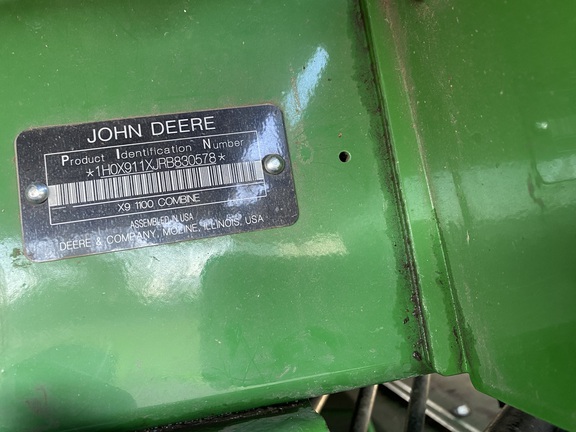 JOHN DEERE
Product Identification Number
*1H0X911XJRB830578*
X9 1100 COMBINE
ASSEMBLED IN USA
DEERE & COMPANY, MOLINE, ILLINOIS, USA